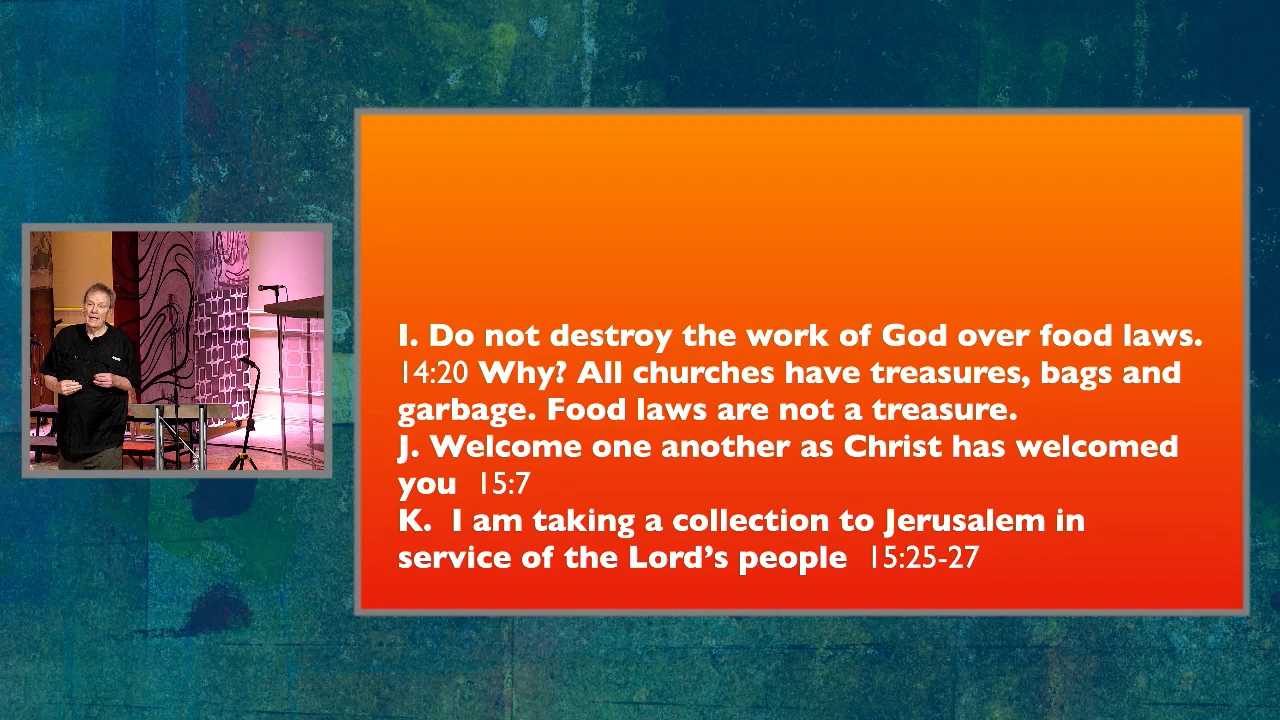 I. Do not destroy the work of God over food laws.
14:20 Why? All churches have treasures, bags and
garbage. Food laws are not a treasure.
J. Welcome one another as Christ has welcomed
you 15:7
K. I am taking a collection to Jerusalem in
service of the Lord’s people 15:25-27